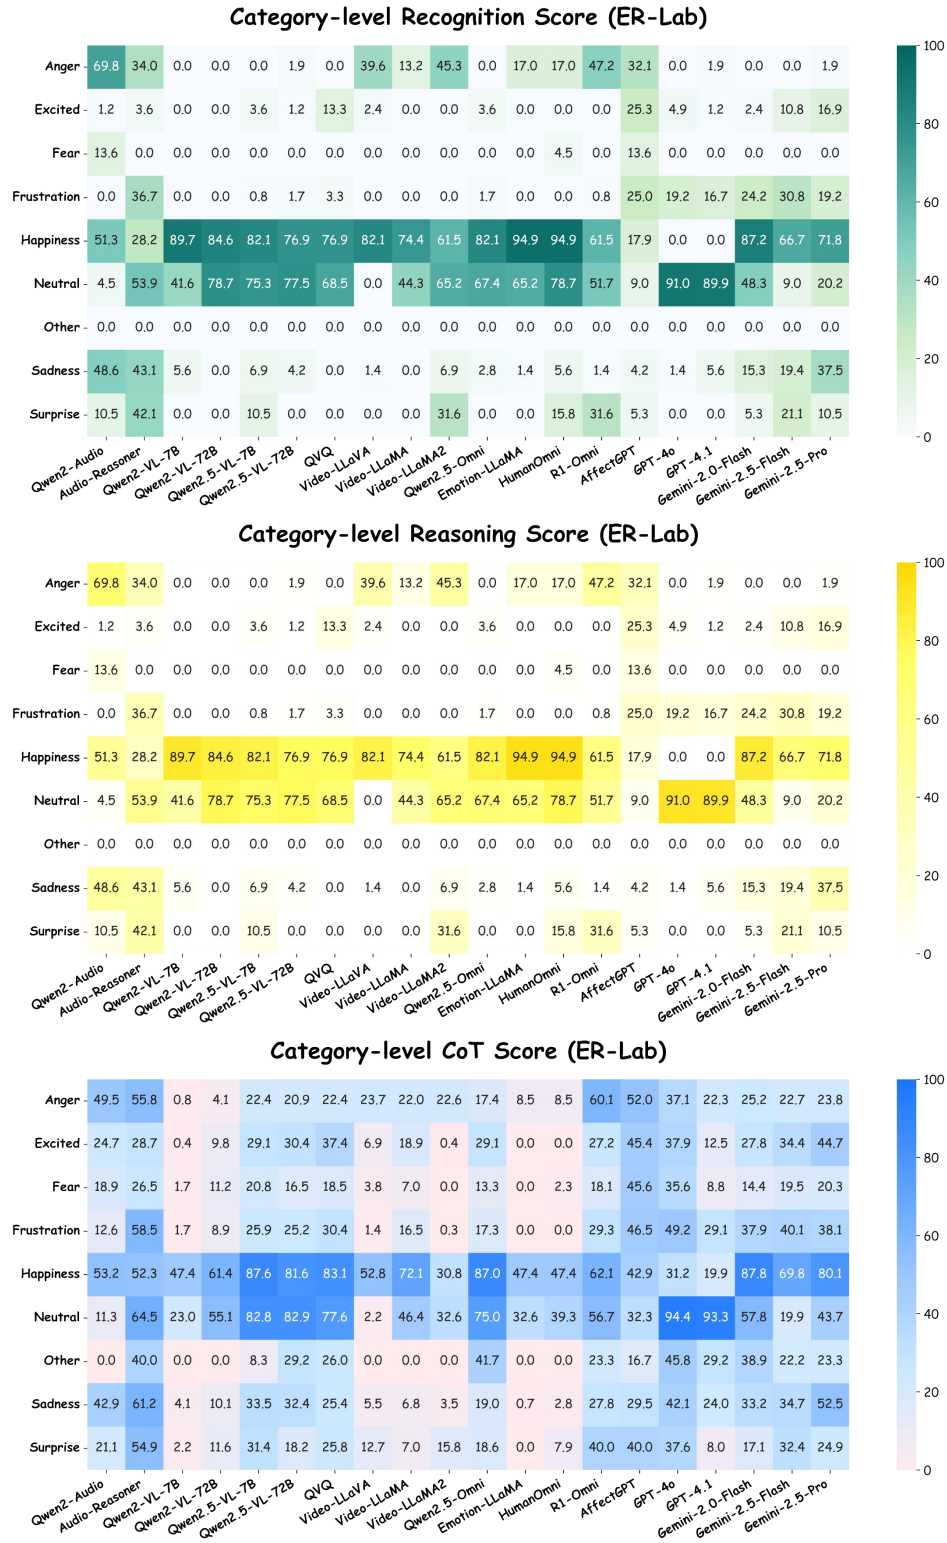 Category-level Recognition Score (ER-Lab)
Anger 69.8 34.0 0.0 0.0 0.0 1.9 0.0 39.6 13.2 45.3 0.0 17.0 17.0 47.2 32.1 0.0 1.9 0.0 0.0 1.9
Excited 1.2 3.6 0.0 0.0 3.6 1.2 13.3 2.4 0.0 0.0 3.6 0.0 0.0 0.0 25.3 4.9 1.2 2.4 10.8 16.9
Fear 13.6 0.0 0.0 0.0 0.0 0.0 0.0 0.0 0.0 0.0 0.0 0.0 4.5 0.0 13.6 0.0 0.0 0.0 0.0 0.0
Frustration 0.0 36.7 0.0 0.0 0.8 1.7 3.3 0.0 0.0 0.0 1.7 0.0 0.0 0.8 25.0 19.2 16.7 24.2 30.8 19.2
Happiness 51.3 28.2 89.7 84.6 82.1 76.9 76.9 82.1 74.4 61.5 82.1 94.9 94.9 61.5 17.9 0.0 0.0 87.2 66.7 71.8
Neutral 4.5 53.9 41.6 78.7 75.3 77.5 68.5 0.0 44.3 65.2 67.4 65.2 78.7 51.7 9.0 91.0 89.9 48.3 9.0 20.2
Other 0.0 0.0 0.0 0.0 0.0 0.0 0.0 0.0 0.0 0.0 0.0 0.0 0.0 0.0 0.0 0.0 0.0 0.0 0.0 0.0
Sadness 48.6 43.1 5.6 0.0 6.9 4.2 0.0 1.4 0.0 6.9 2.8 1.4 5.6 1.4 4.2 1.4 5.6 15.3 19.4 37.5
Surprise 10.5 42.1 0.0 0.0 10.5 0.0 0.0 0.0 0.0 31.6 0.0 0.0 15.8 31.6 5.3 0.0 0.0 5.3 21.1 10.5
Qwen2-Audio Audio-Reasoner Qwen2-VL-7B Qwen2-VL-72B Qwen2.5-VL-7B Qwen2.5-VL-72B QVQ Video-LLaVA Video-LLaMA Video-LLaMA2 Qwen2.5-Omni Emotion-LLaMA HumanOmni R1-Omni AffectGPT GPT-4o GPT-4.1 Gemini-2.0-Flash Gemini-2.5-Flash Gemini-2.5-Pro
100
80
60
40
20
0
Category-level Reasoning Score (ER-Lab)
Anger 69.8 34.0 0.0 0.0 0.0 1.9 0.0 39.6 13.2 45.3 0.0 17.0 17.0 47.2 32.1 0.0 1.9 0.0 0.0 1.9
Excited 1.2 3.6 0.0 0.0 3.6 1.2 13.3 2.4 0.0 0.0 3.6 0.0 0.0 0.0 25.3 4.9 1.2 2.4 10.8 16.9
Fear 13.6 0.0 0.0 0.0 0.0 0.0 0.0 0.0 0.0 0.0 0.0 0.0 4.5 0.0 13.6 0.0 0.0 0.0 0.0 0.0
Frustration 0.0 36.7 0.0 0.0 0.8 1.7 3.3 0.0 0.0 0.0 1.7 0.0 0.0 0.8 25.0 19.2 16.7 24.2 30.8 19.2
Happiness 51.3 28.2 89.7 84.6 82.1 76.9 76.9 82.1 74.4 61.5 82.1 94.9 94.9 61.5 17.9 0.0 0.0 87.2 66.7 71.8
Neutral 4.5 53.9 41.6 78.7 75.3 77.5 68.5 0.0 44.3 65.2 67.4 65.2 78.7 51.7 9.0 91.0 89.9 48.3 9.0 20.2
Other 0.0 0.0 0.0 0.0 0.0 0.0 0.0 0.0 0.0 0.0 0.0 0.0 0.0 0.0 0.0 0.0 0.0 0.0 0.0 0.0
Sadness 48.6 43.1 5.6 0.0 6.9 4.2 0.0 1.4 0.0 6.9 2.8 1.4 5.6 1.4 4.2 1.4 5.6 15.3 19.4 37.5
Surprise 10.5 42.1 0.0 0.0 10.5 0.0 0.0 0.0 0.0 31.6 0.0 0.0 15.8 31.6 5.3 0.0 0.0 5.3 21.1 10.5
Qwen2-Audio Audio-Reasoner Qwen2-VL-7B Qwen2-VL-72B Qwen2.5-VL-7B Qwen2.5-VL-72B QVQ Video-LLaVA Video-LLaMA Video-LLaMA2 Qwen2.5-Omni Emotion-LLaMA HumanOmni R1-Omni AffectGPT GPT-4o GPT-4.1 Gemini-2.0-Flash Gemini-2.5-Flash Gemini-2.5-Pro
100
80
60
40
20
0
Category-level CoT Score (ER-Lab)
Anger 49.5 55.8 0.8 4.1 22.4 20.9 22.4 23.7 22.0 22.6 17.4 8.5 8.5 60.1 52.0 37.1 22.3 25.2 22.7 23.8
Excited 24.7 28.7 0.4 9.8 29.1 30.4 37.4 6.9 18.9 0.4 29.1 0.0 0.0 27.2 45.4 37.9 12.5 27.8 34.4 44.7
Fear 18.9 26.5 1.7 11.2 20.8 16.5 18.5 3.8 7.0 0.0 13.3 0.0 2.3 18.1 45.6 35.6 8.8 14.4 19.5 20.3
Frustration 12.6 58.5 1.7 8.9 25.9 25.2 30.4 1.4 16.5 0.3 17.3 0.0 0.0 29.3 46.5 49.2 29.1 37.9 40.1 38.1
Happiness 53.2 52.3 47.4 61.4 87.6 81.6 83.1 52.8 72.1 30.8 87.0 47.4 47.4 62.1 42.9 31.2 19.9 87.8 69.8 80.1
Neutral 11.3 64.5 23.0 55.1 82.8 82.9 77.6 2.2 46.4 32.6 75.0 32.6 39.3 56.7 32.3 94.4 93.3 57.8 19.9 43.7
Other 0.0 40.0 0.0 0.0 8.3 29.2 26.0 0.0 0.0 0.0 41.7 0.0 0.0 23.3 16.7 45.8 29.2 38.9 22.2 23.3
Sadness 42.9 61.2 4.1 10.1 33.5 32.4 25.4 5.5 6.8 3.5 19.0 0.7 2.8 27.8 29.5 42.1 24.0 33.2 34.7 52.5
Surprise 21.1 54.9 2.2 11.6 31.4 18.2 25.8 12.7 7.0 15.8 18.6 0.0 7.9 40.0 40.0 37.6 8.0 17.1 32.4 24.9
Qwen2-Audio Audio-Reasoner Qwen2-VL-7B Qwen2-VL-72B Qwen2.5-VL-7B Qwen2.5-VL-72B QVQ Video-LLaVA Video-LLaMA Video-LLaMA2 Qwen2.5-Omni Emotion-LLaMA HumanOmni R1-Omni AffectGPT GPT-4o GPT-4.1 Gemini-2.0-Flash Gemini-2.5-Flash Gemini-2.5-Pro
100
80
60
40
20
0